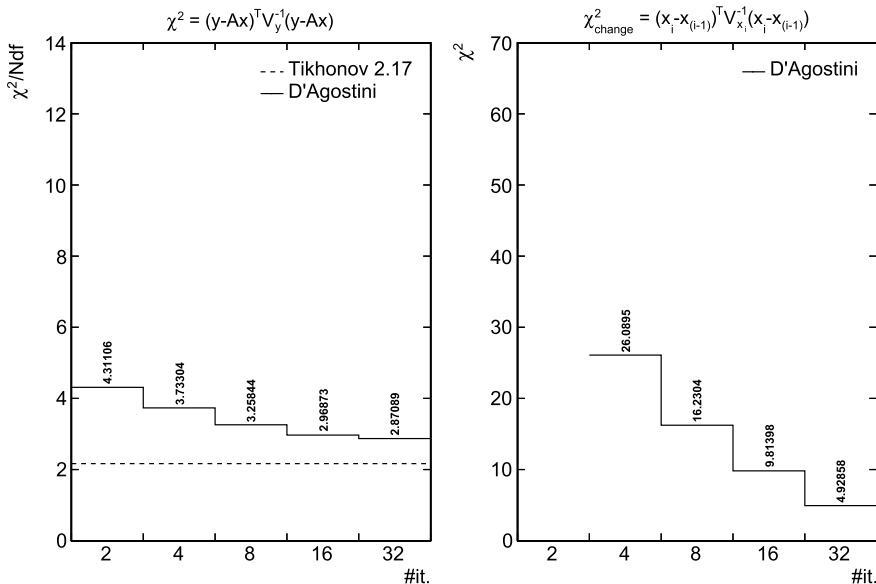 χ² = (y-Ax)ᵀV_y⁻¹(y-Ax)
χ²/Ndf
14
12
10
8
6
4
2
0
--- Tikhonov 2.17
— D'Agostini
4.31106
3.73304
3.25844
2.96873
2.87089
2 4 8 16 32
#it.
χ²_change = (x_i-x_(i-1))ᵀV_{x_i}⁻¹(x_i-x_(i-1))
χ²
70
60
50
40
30
20
10
0
— D'Agostini
26.0895
16.2304
9.81398
4.92858
2 4 8 16 32
#it.